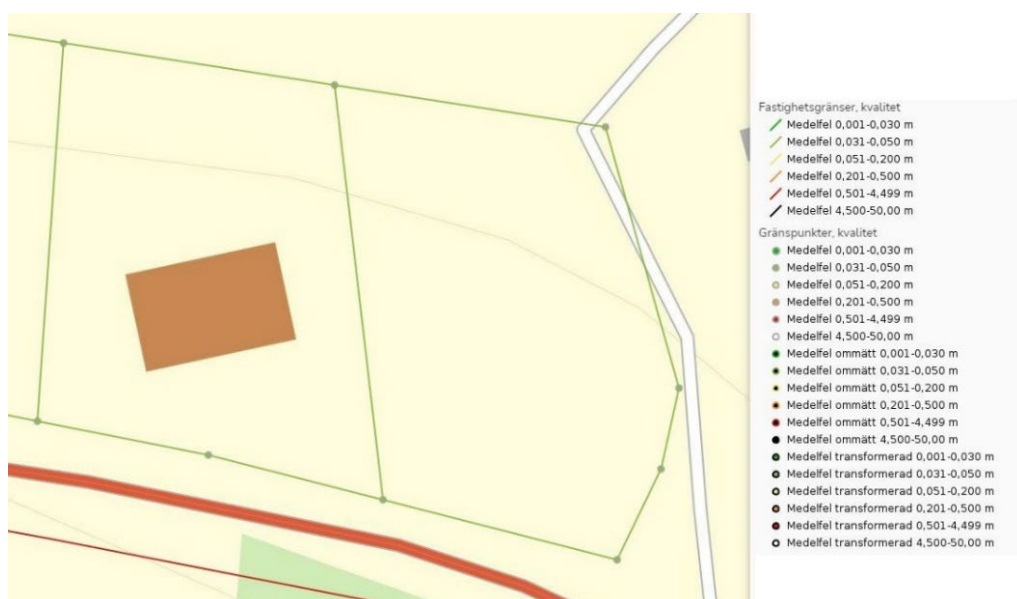 Fastighetsgränser, kvalitet
Medelfel 0,001-0,030 m
Medelfel 0,031-0,050 m
Medelfel 0,051-0,200 m
Medelfel 0,201-0,500 m
Medelfel 0,501-4,499 m
Medelfel 4,500-50,00 m
Gränspunkter, kvalitet
Medelfel 0,001-0,030 m
Medelfel 0,031-0,050 m
Medelfel 0,051-0,200 m
Medelfel 0,201-0,500 m
Medelfel 0,501-4,499 m
Medelfel 4,500-50,00 m
Medelfel ommätt 0,001-0,030 m
Medelfel ommätt 0,031-0,050 m
Medelfel ommätt 0,051-0,200 m
Medelfel ommätt 0,201-0,500 m
Medelfel ommätt 0,501-4,499 m
Medelfel ommätt 4,500-50,00 m
Medelfel transformerad 0,001-0,030 m
Medelfel transformerad 0,031-0,050 m
Medelfel transformerad 0,051-0,200 m
Medelfel transformerad 0,201-0,500 m
Medelfel transformerad 0,501-4,499 m
Medelfel transformerad 4,500-50,00 m